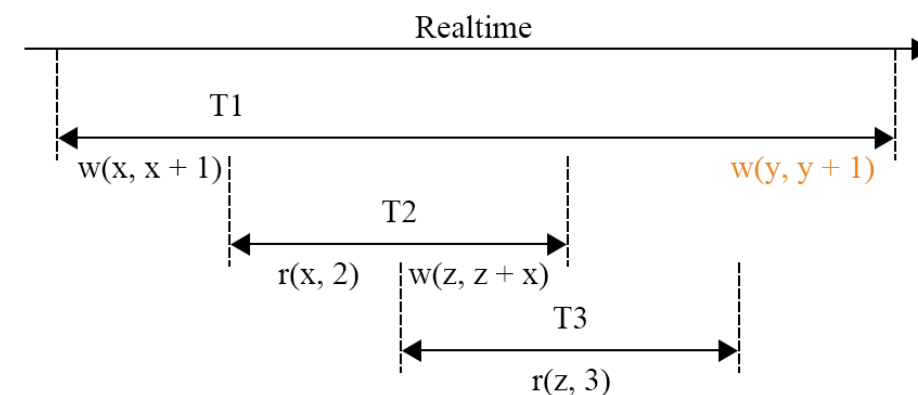 Realtime
T1
w(x, x + 1)
w(y, y + 1)
T2
r(x, 2)
w(z, z + x)
T3
r(z, 3)